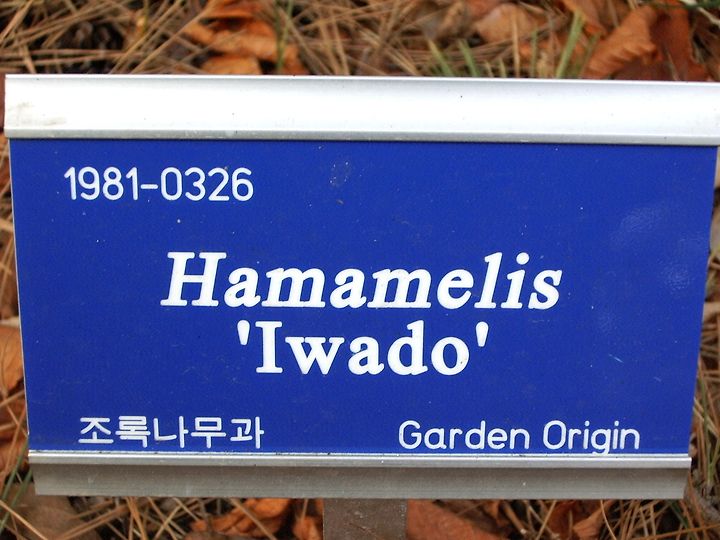 1981-0326
Hamamelis
'Iwado'
조록나무과 Garden Origin